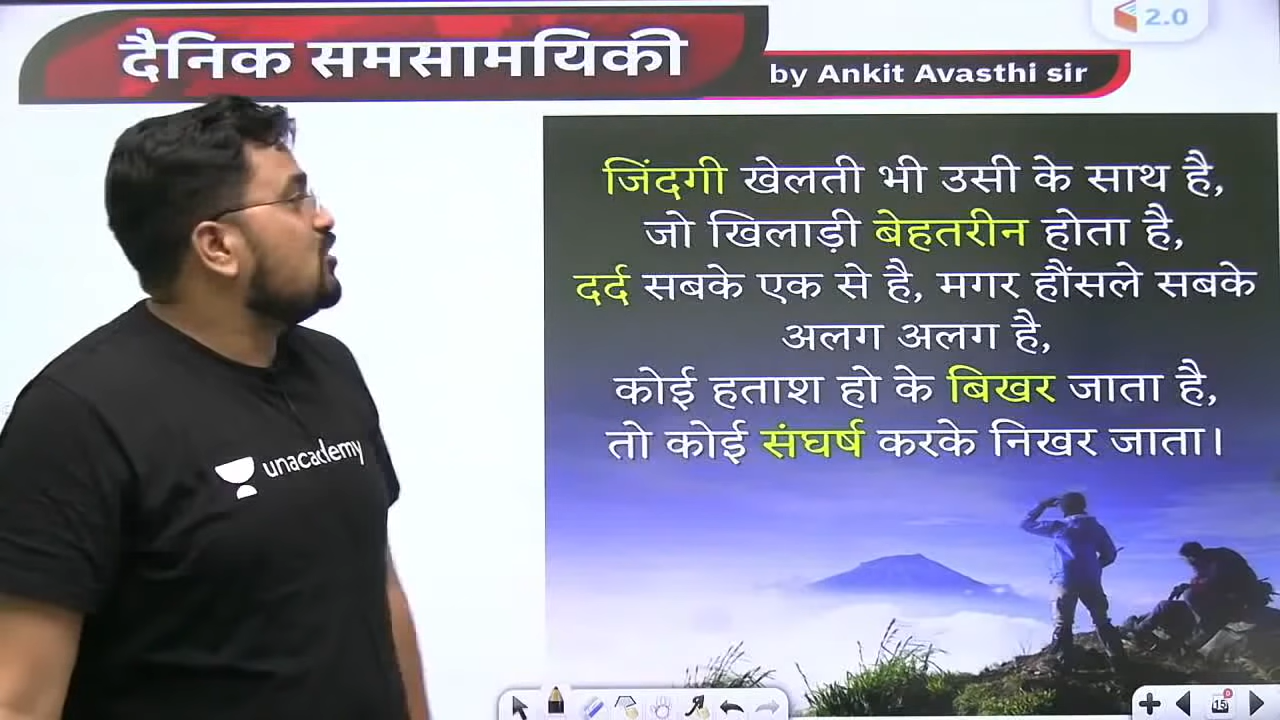 दैनिक समसामयिकी
by Ankit Avasthi sir
2.0
जिंदगी खेलती भी उसी के साथ है,
जो खिलाड़ी बेहतरीन होता है,
दर्द सबके एक से है, मगर हौंसले सबके
अलग अलग है,
कोई हताश हो के बिखर जाता है,
तो कोई संघर्ष करके निखर जाता।
unacademy
15